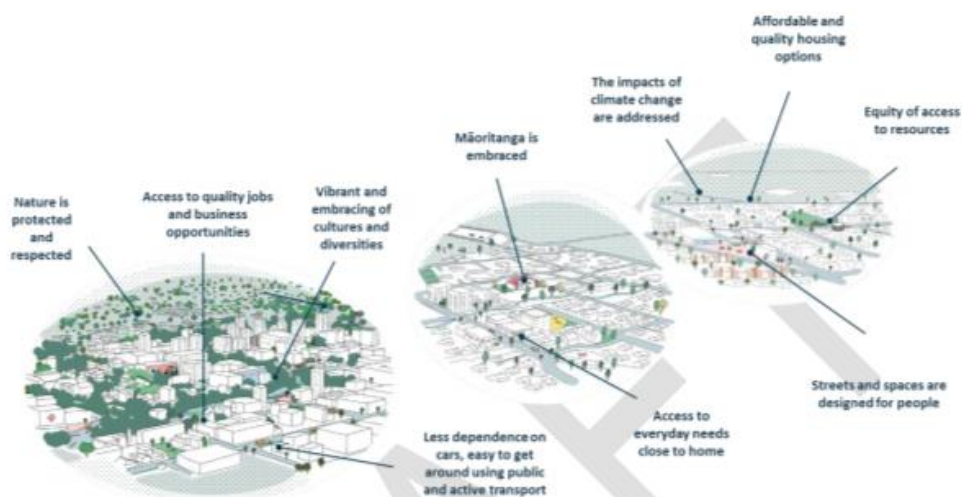 Affordable and
quality housing
options
The impacts of
climate change
are addressed
Equity of access
to resources
Māoritanga is
embraced
Nature is
protected
and
respected
Access to quality jobs
and business
opportunities
Vibrant and
embracing of
cultures and
diversities
Streets and spaces are
designed for people
Access to
everyday needs
close to home
Less dependence on
cars, easy to get
around using public
and active transport